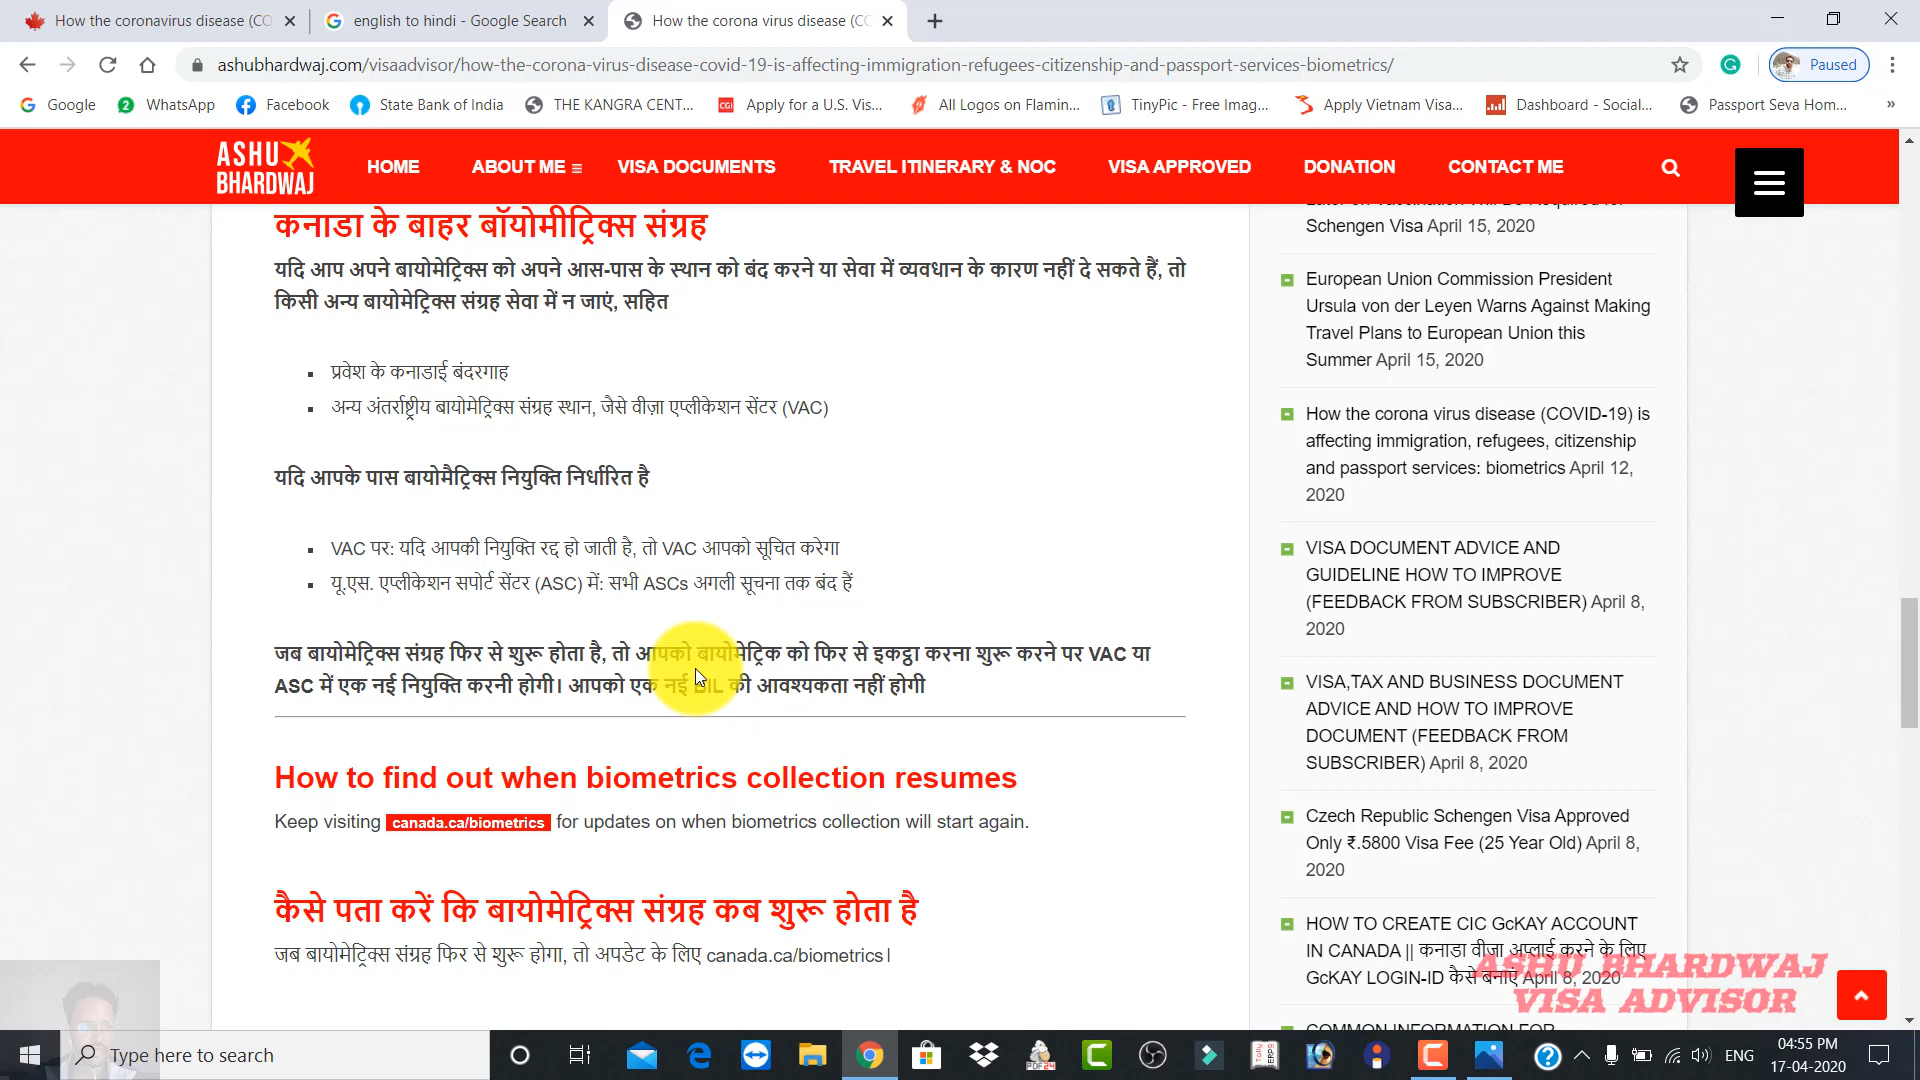 How the coronavirus disease (CO
english to hindi - Google Search
How the corona virus disease (CO
Paused
ashubhardwaj.com/visaadvisor/how-the-corona-virus-disease-covid-19-is-affecting-immigration-refugees-citizenship-and-passport-services-biometrics/
Google
WhatsApp
Facebook
State Bank of India
THE KANGRA CENT...
Apply for a U.S. Vis...
All Logos on Flamin...
TinyPic - Free Imag...
Apply Vietnam Visa...
Dashboard - Social...
Passport Seva Hom...
ASHU
BHARDWAJ
HOME
ABOUT ME
VISA DOCUMENTS
TRAVEL ITINERARY & NOC
VISA APPROVED
DONATION
CONTACT ME
कनाडा के बाहर बॉयोमीट्रिक्स संग्रह
यदि आप अपने बायोमेट्रिक्स को अपने आस-पास के स्थान को बंद करने या सेवा में व्यवधान के कारण नहीं दे सकते हैं, तो
किसी अन्य बायोमेट्रिक्स संग्रह सेवा में न जाएं, सहित
प्रवेश के कनाडाई बंदरगाह
अन्य अंतर्राष्ट्रीय बायोमेट्रिक्स संग्रह स्थान, जैसे वीज़ा एप्लीकेशन सेंटर (VAC)
यदि आपके पास बायोमैट्रिक्स नियुक्ति निर्धारित है
VAC पर: यदि आपकी नियुक्ति रद्द हो जाती है, तो VAC आपको सूचित करेगा
यू.एस. एप्लीकेशन सपोर्ट सेंटर (ASC) में: सभी ASCs अगली सूचना तक बंद हैं
जब बायोमेट्रिक्स संग्रह फिर से शुरू होता है, तो आपको बायोमेट्रिक को फिर से इकट्ठा करना शुरू करने पर VAC या
ASC में एक नई नियुक्ति करनी होगी। आपको एक नई BIL की आवश्यकता नहीं होगी
How to find out when biometrics collection resumes
Keep visiting canada.ca/biometrics for updates on when biometrics collection will start again.
कैसे पता करें कि बायोमेट्रिक्स संग्रह कब शुरू होता है
जब बायोमेट्रिक्स संग्रह फिर से शुरू होगा, तो अपडेट के लिए canada.ca/biometrics।
Schengen Visa April 15, 2020
European Union Commission President
Ursula von der Leyen Warns Against Making
Travel Plans to European Union this
Summer April 15, 2020
How the corona virus disease (COVID-19) is
affecting immigration, refugees, citizenship
and passport services: biometrics April 12,
2020
VISA DOCUMENT ADVICE AND
GUIDELINE HOW TO IMPROVE
(FEEDBACK FROM SUBSCRIBER) April 8,
2020
VISA,TAX AND BUSINESS DOCUMENT
ADVICE AND HOW TO IMPROVE
DOCUMENT (FEEDBACK FROM
SUBSCRIBER) April 8, 2020
Czech Republic Schengen Visa Approved
Only ₹.5800 Visa Fee (25 Year Old) April 8,
2020
HOW TO CREATE CIC GcKAY ACCOUNT
IN CANADA || कनाडा वीजा अप्लाई करने के लिए
GcKAY LOGIN-ID कैसे बनाएं April 8, 2020
COMMON INFORMATION FOR
ASHU BHARDWAJ
VISA ADVISOR
Type here to search
ENG
04:55 PM
17-04-2020